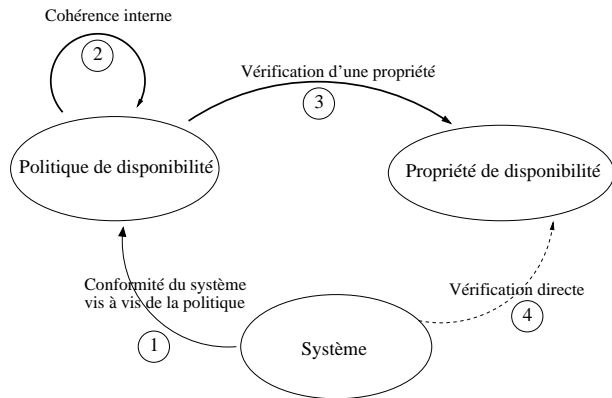 Cohérence interne
2
Vérification d'une propriété
3
Politique de disponibilité
Propriété de disponibilité
Conformité du système
vis à vis de la politique
1
Vérification directe
4
Système